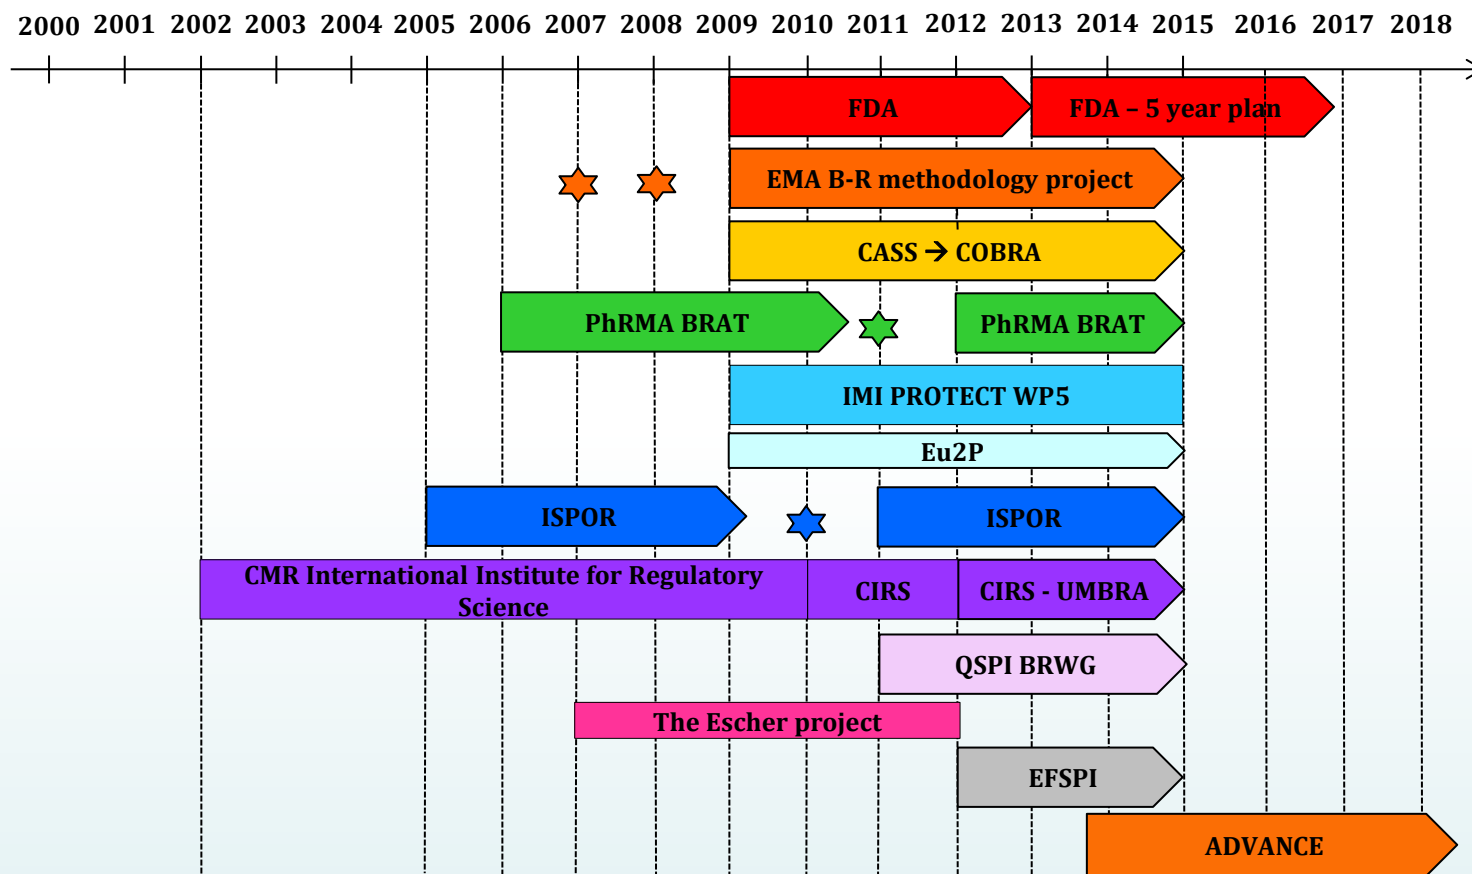 2000 2001 2002 2003 2004 2005 2006 2007 2008 2009 2010 2011 2012 2013 2014 2015 2016 2017 2018
FDA
FDA – 5 year plan
EMA B-R methodology project
CASS → COBRA
PhRMA BRAT
PhRMA BRAT
IMI PROTECT WP5
Eu2P
ISPOR
ISPOR
CMR International Institute for Regulatory
Science
CIRS
CIRS - UMBRA
QSPI BRWG
The Escher project
EFSPI
ADVANCE